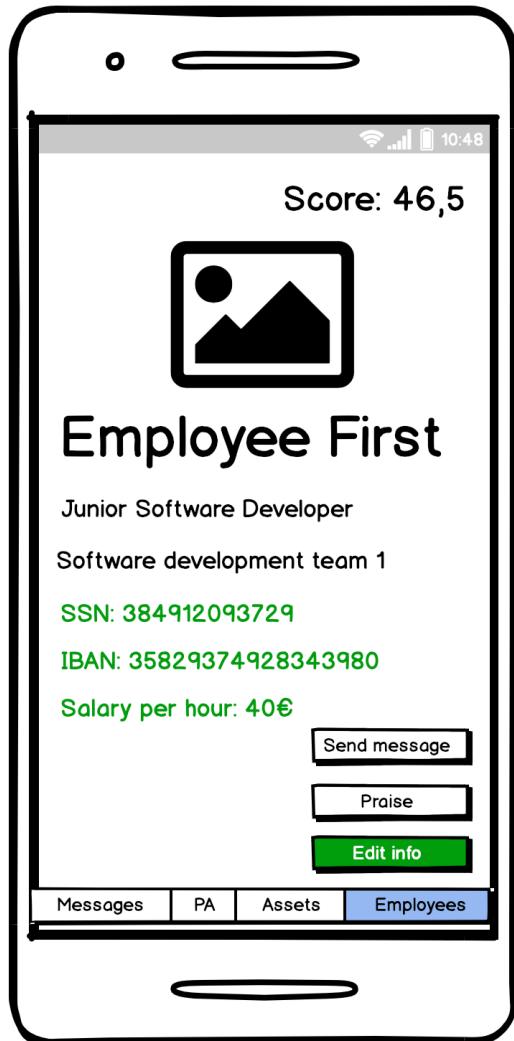 10:48
Score: 46,5
Employee First
Junior Software Developer
Software development team 1
SSN: 384912093729
IBAN: 35829374928343980
Salary per hour: 40€
Send message
Praise
Edit info
Messages PA Assets Employees